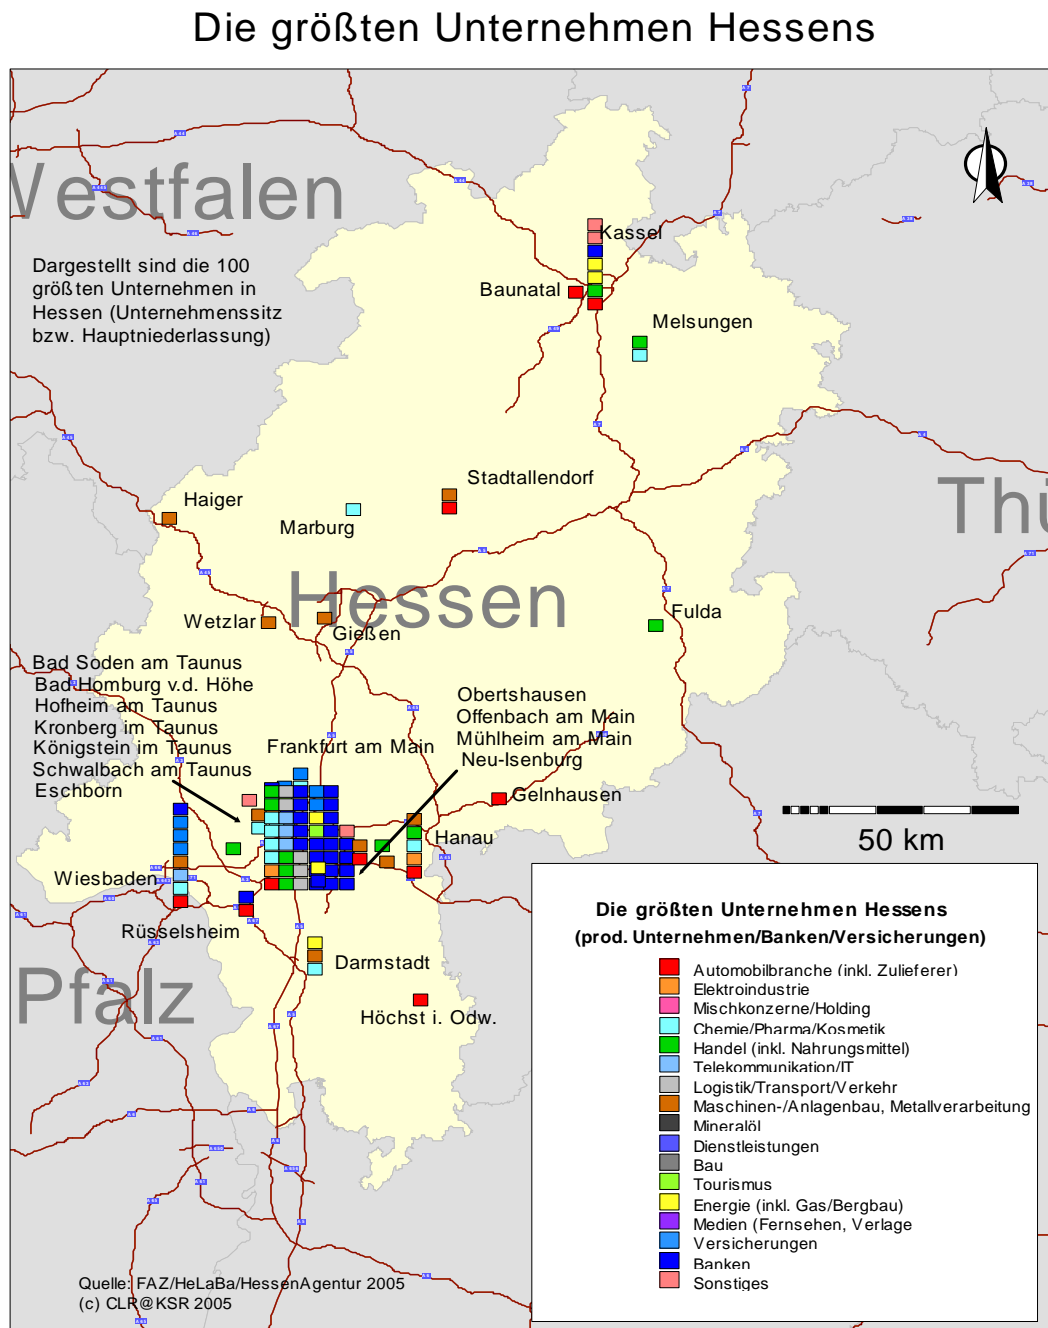 Die größten Unternehmen Hessens
Westfalen
Kassel
Dargestellt sind die 100
größten Unternehmen in
Hessen (Unternehmenssitz
bzw. Hauptniederlassung)
Baunatal
Melsungen
Stadtallendorf
Haiger
Marburg
Thü
Hessen
Wetzlar
Gießen
Fulda
Bad Soden am Taunus
Bad Homburg v.d. Höhe
Hofheim am Taunus
Kronberg im Taunus
Königstein im Taunus
Schwalbach am Taunus
Eschborn
Obertshausen
Offenbach am Main
Mühlheim am Main
Neu-Isenburg
Frankfurt am Main
Gelnhausen
50 km
Hanau
Wiesbaden
Rüsselsheim
Darmstadt
Pfalz
Höchst i. Odw.
Die größten Unternehmen Hessens
(prod. Unternehmen/Banken/Versicherungen)
Automobilbranche (inkl. Zulieferer)
Elektroindustrie
Mischkonzerne/Holding
Chemie/Pharma/Kosmetik
Handel (inkl. Nahrungsmittel)
Telekommunikation/IT
Logistik/Transport/Verkehr
Maschinen-/Anlagenbau, Metallverarbeitung
Mineralöl
Dienstleistungen
Bau
Tourismus
Energie (inkl. Gas/Bergbau)
Medien (Fernsehen, Verlage
Versicherungen
Banken
Sonstiges
Quelle: FAZ/HeLaBa/HessenAgentur 2005
(c) CLR@KSR 2005